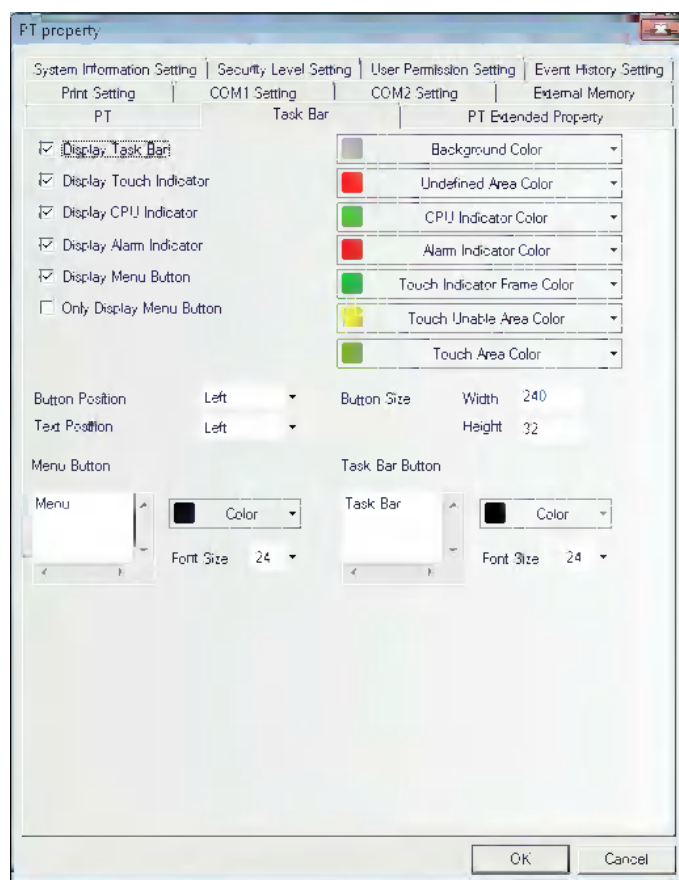 PT property
System Information Setting Security Level Setting User Permission Setting Event History Setting
Print Setting COM1 Setting COM2 Setting External Memory
PT Task Bar PT Extended Property
Display Task Bar Background Color
Display Touch Indicator Undefined Area Color
Display CPU Indicator CPU Indicator Color
Display Alarm Indicator Alarm Indicator Color
Display Menu Button Touch Indicator Frame Color
Only Display Menu Button Touch Unable Area Color
Touch Area Color
Button Position Left Button Size Width 240
Text Position Left Height 32
Menu Button Task Bar Button
Menu Color Task Bar Color
Font Size 24 Font Size 24
OK Cancel